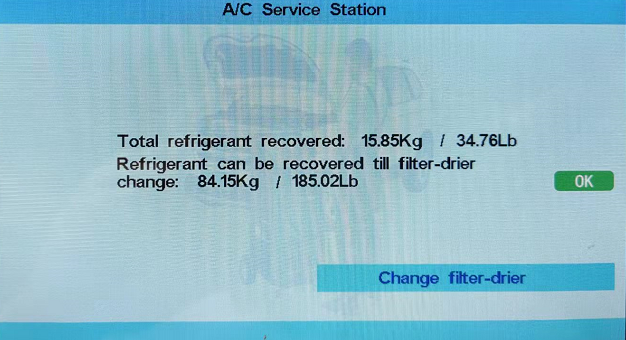 A/C Service Station
Total refrigerant recovered: 15.85Kg / 34.76Lb
Refrigerant can be recovered till filter-drier
change: 84.15Kg / 185.02Lb
OK
Change filter-drier